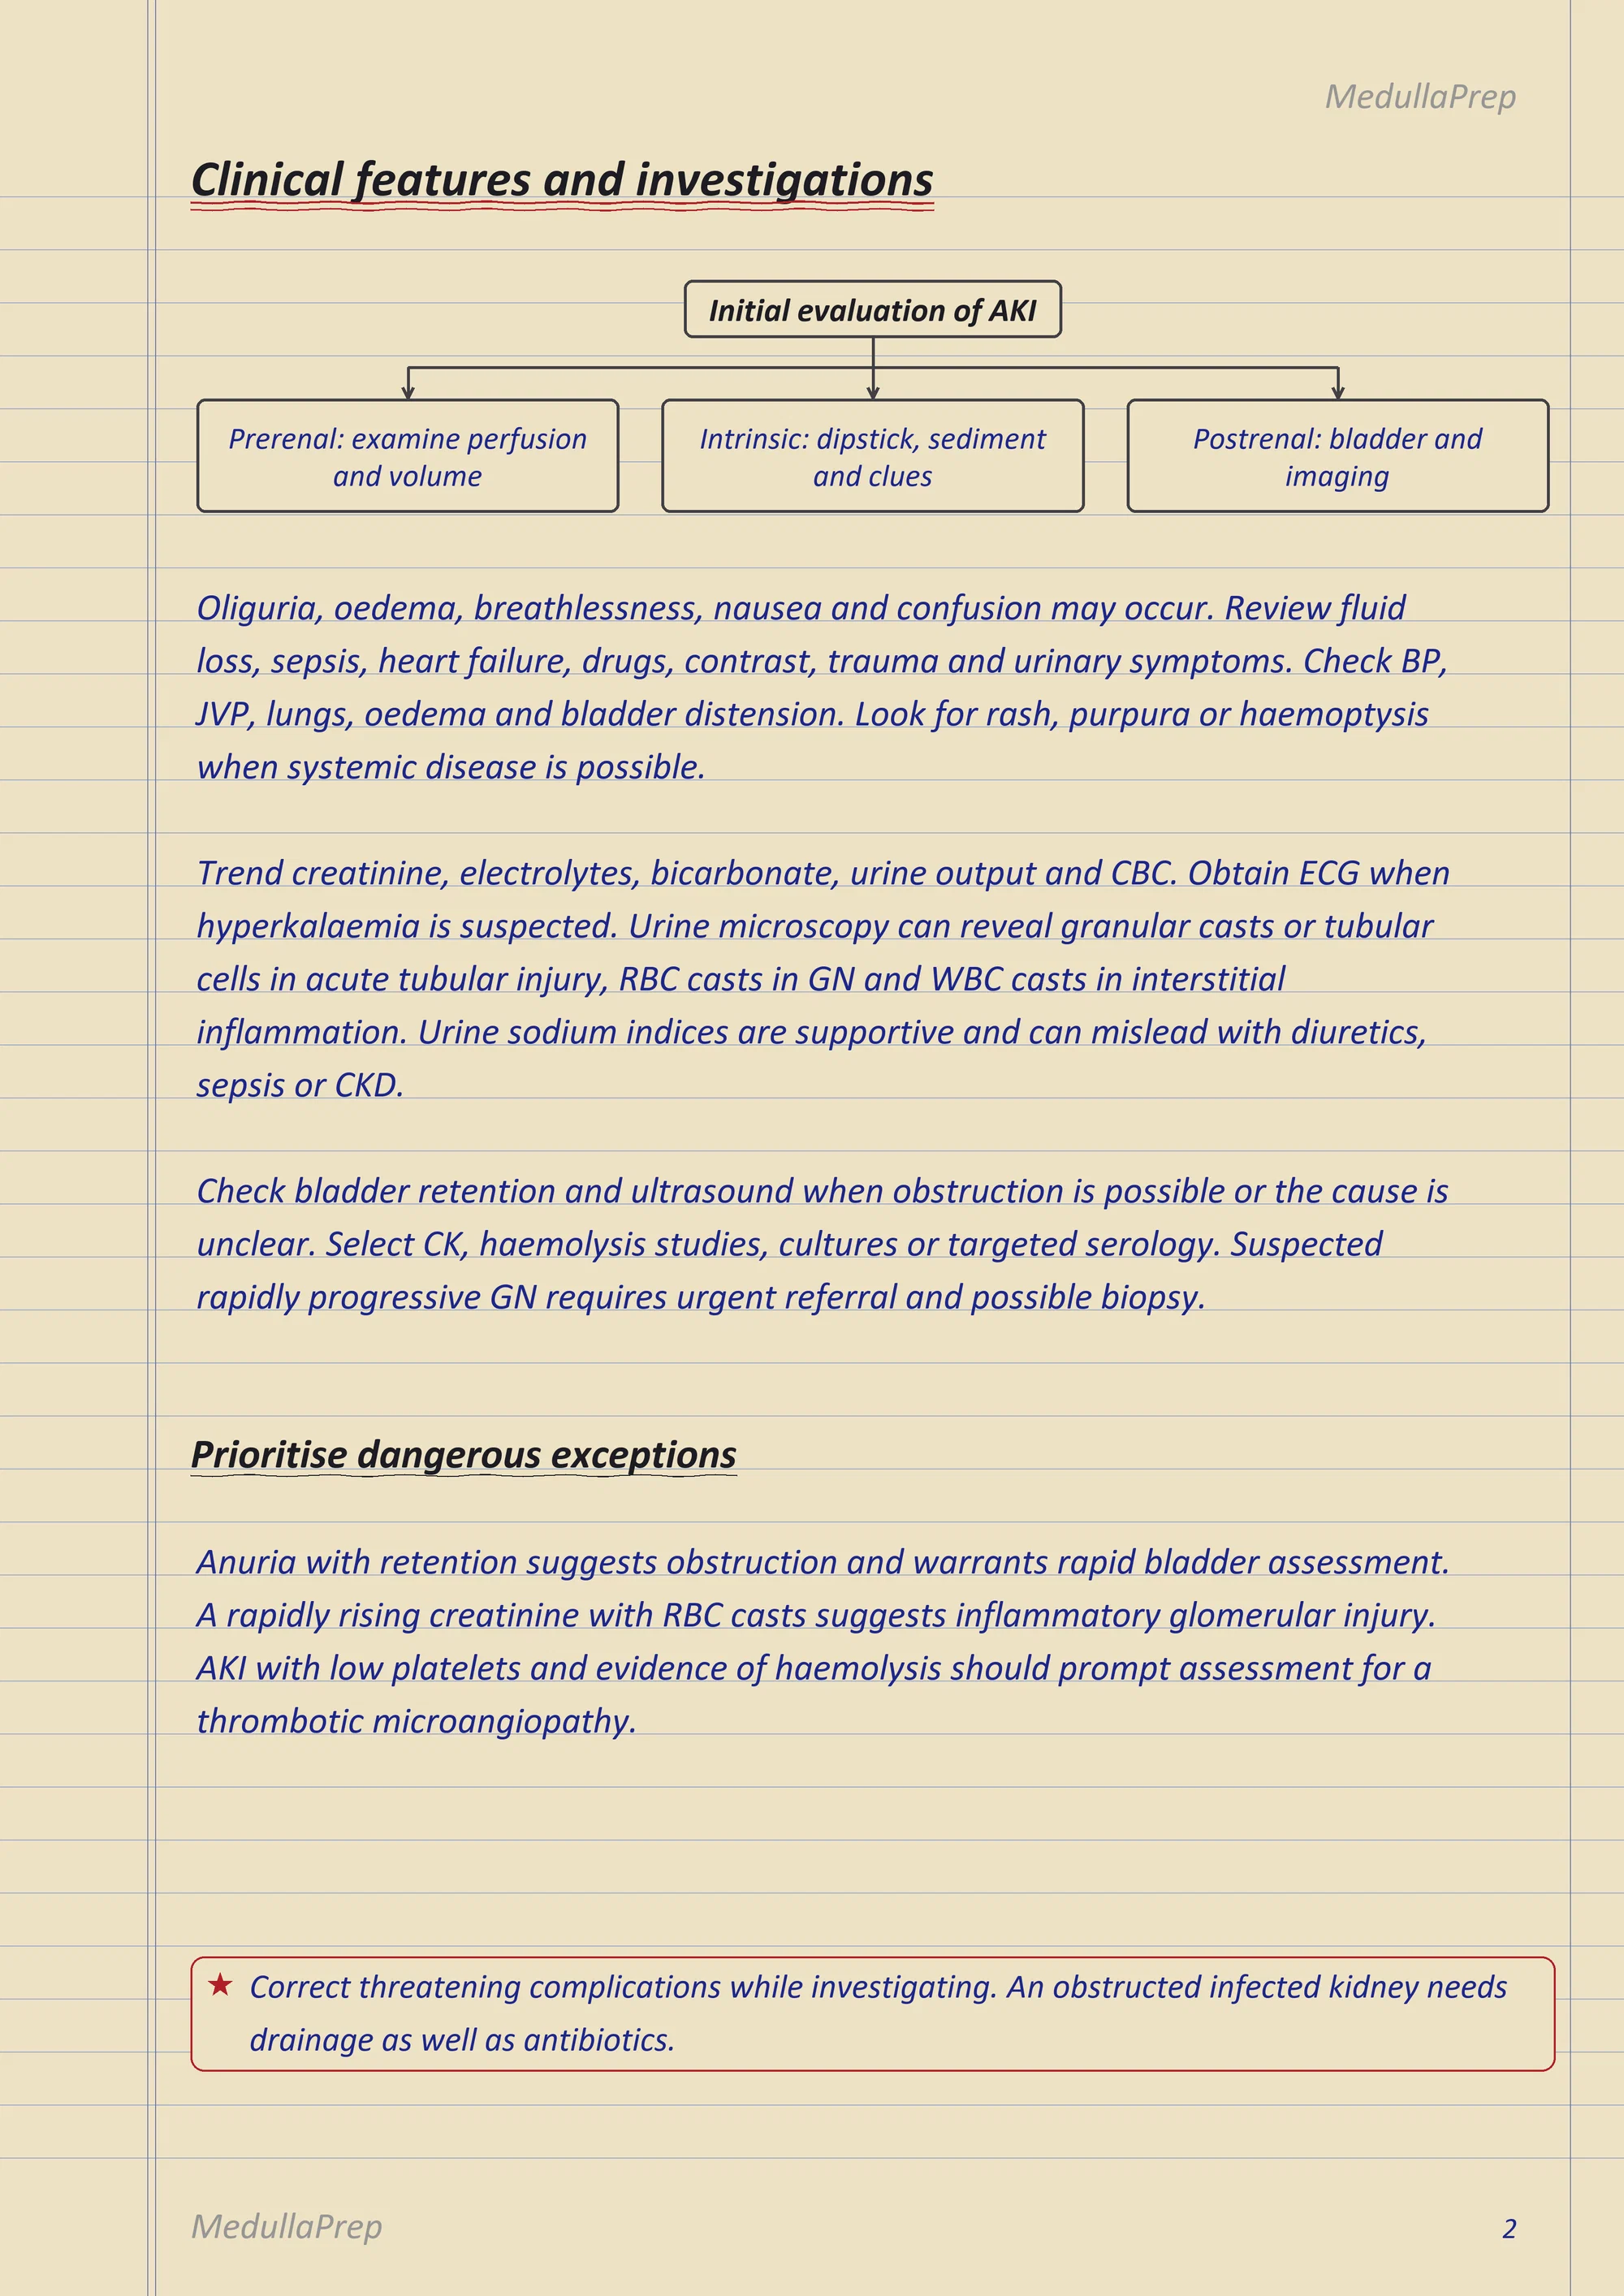 MedullaPrep
Clinical features and investigations
Initial evaluation of AKI
Prerenal: examine perfusion
and volume
Intrinsic: dipstick, sediment
and clues
Postrenal: bladder and
imaging
Oliguria, oedema, breathlessness, nausea and confusion may occur. Review fluid
loss, sepsis, heart failure, drugs, contrast, trauma and urinary symptoms. Check BP,
JVP, lungs, oedema and bladder distension. Look for rash, purpura or haemoptysis
when systemic disease is possible.
Trend creatinine, electrolytes, bicarbonate, urine output and CBC. Obtain ECG when
hyperkalaemia is suspected. Urine microscopy can reveal granular casts or tubular
cells in acute tubular injury, RBC casts in GN and WBC casts in interstitial
inflammation. Urine sodium indices are supportive and can mislead with diuretics,
sepsis or CKD.
Check bladder retention and ultrasound when obstruction is possible or the cause is
unclear. Select CK, haemolysis studies, cultures or targeted serology. Suspected
rapidly progressive GN requires urgent referral and possible biopsy.
Prioritise dangerous exceptions
Anuria with retention suggests obstruction and warrants rapid bladder assessment.
A rapidly rising creatinine with RBC casts suggests inflammatory glomerular injury.
AKI with low platelets and evidence of haemolysis should prompt assessment for a
thrombotic microangiopathy.
★ Correct threatening complications while investigating. An obstructed infected kidney needs
drainage as well as antibiotics.
MedullaPrep
2